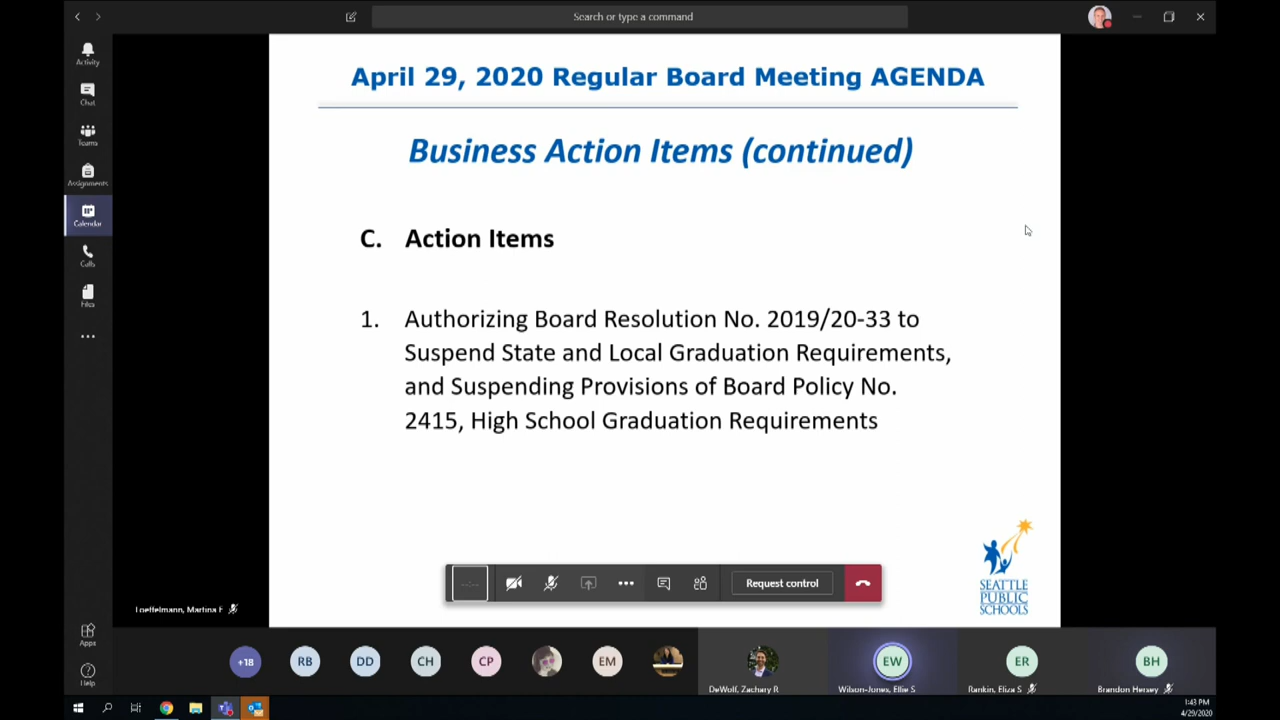 Search or type a command
Activity
Chat
Teams
Assignments
Calendar
Calls
Files
Apps
Help
April 29, 2020 Regular Board Meeting AGENDA
Business Action Items (continued)
C. Action Items
1. Authorizing Board Resolution No. 2019/20-33 to
Suspend State and Local Graduation Requirements,
and Suspending Provisions of Board Policy No.
2415, High School Graduation Requirements
SEATTLE
PUBLIC
SCHOOLS
Request control
Loeffelmann, Martina F
+18
RB
DD
CH
CP
EM
EW
ER
BH
DeWolf, Zachary R
Wilson-Jones, Ellie S
Rankin, Eliza S
Brandon Hersey
1:43 PM
4/29/2020